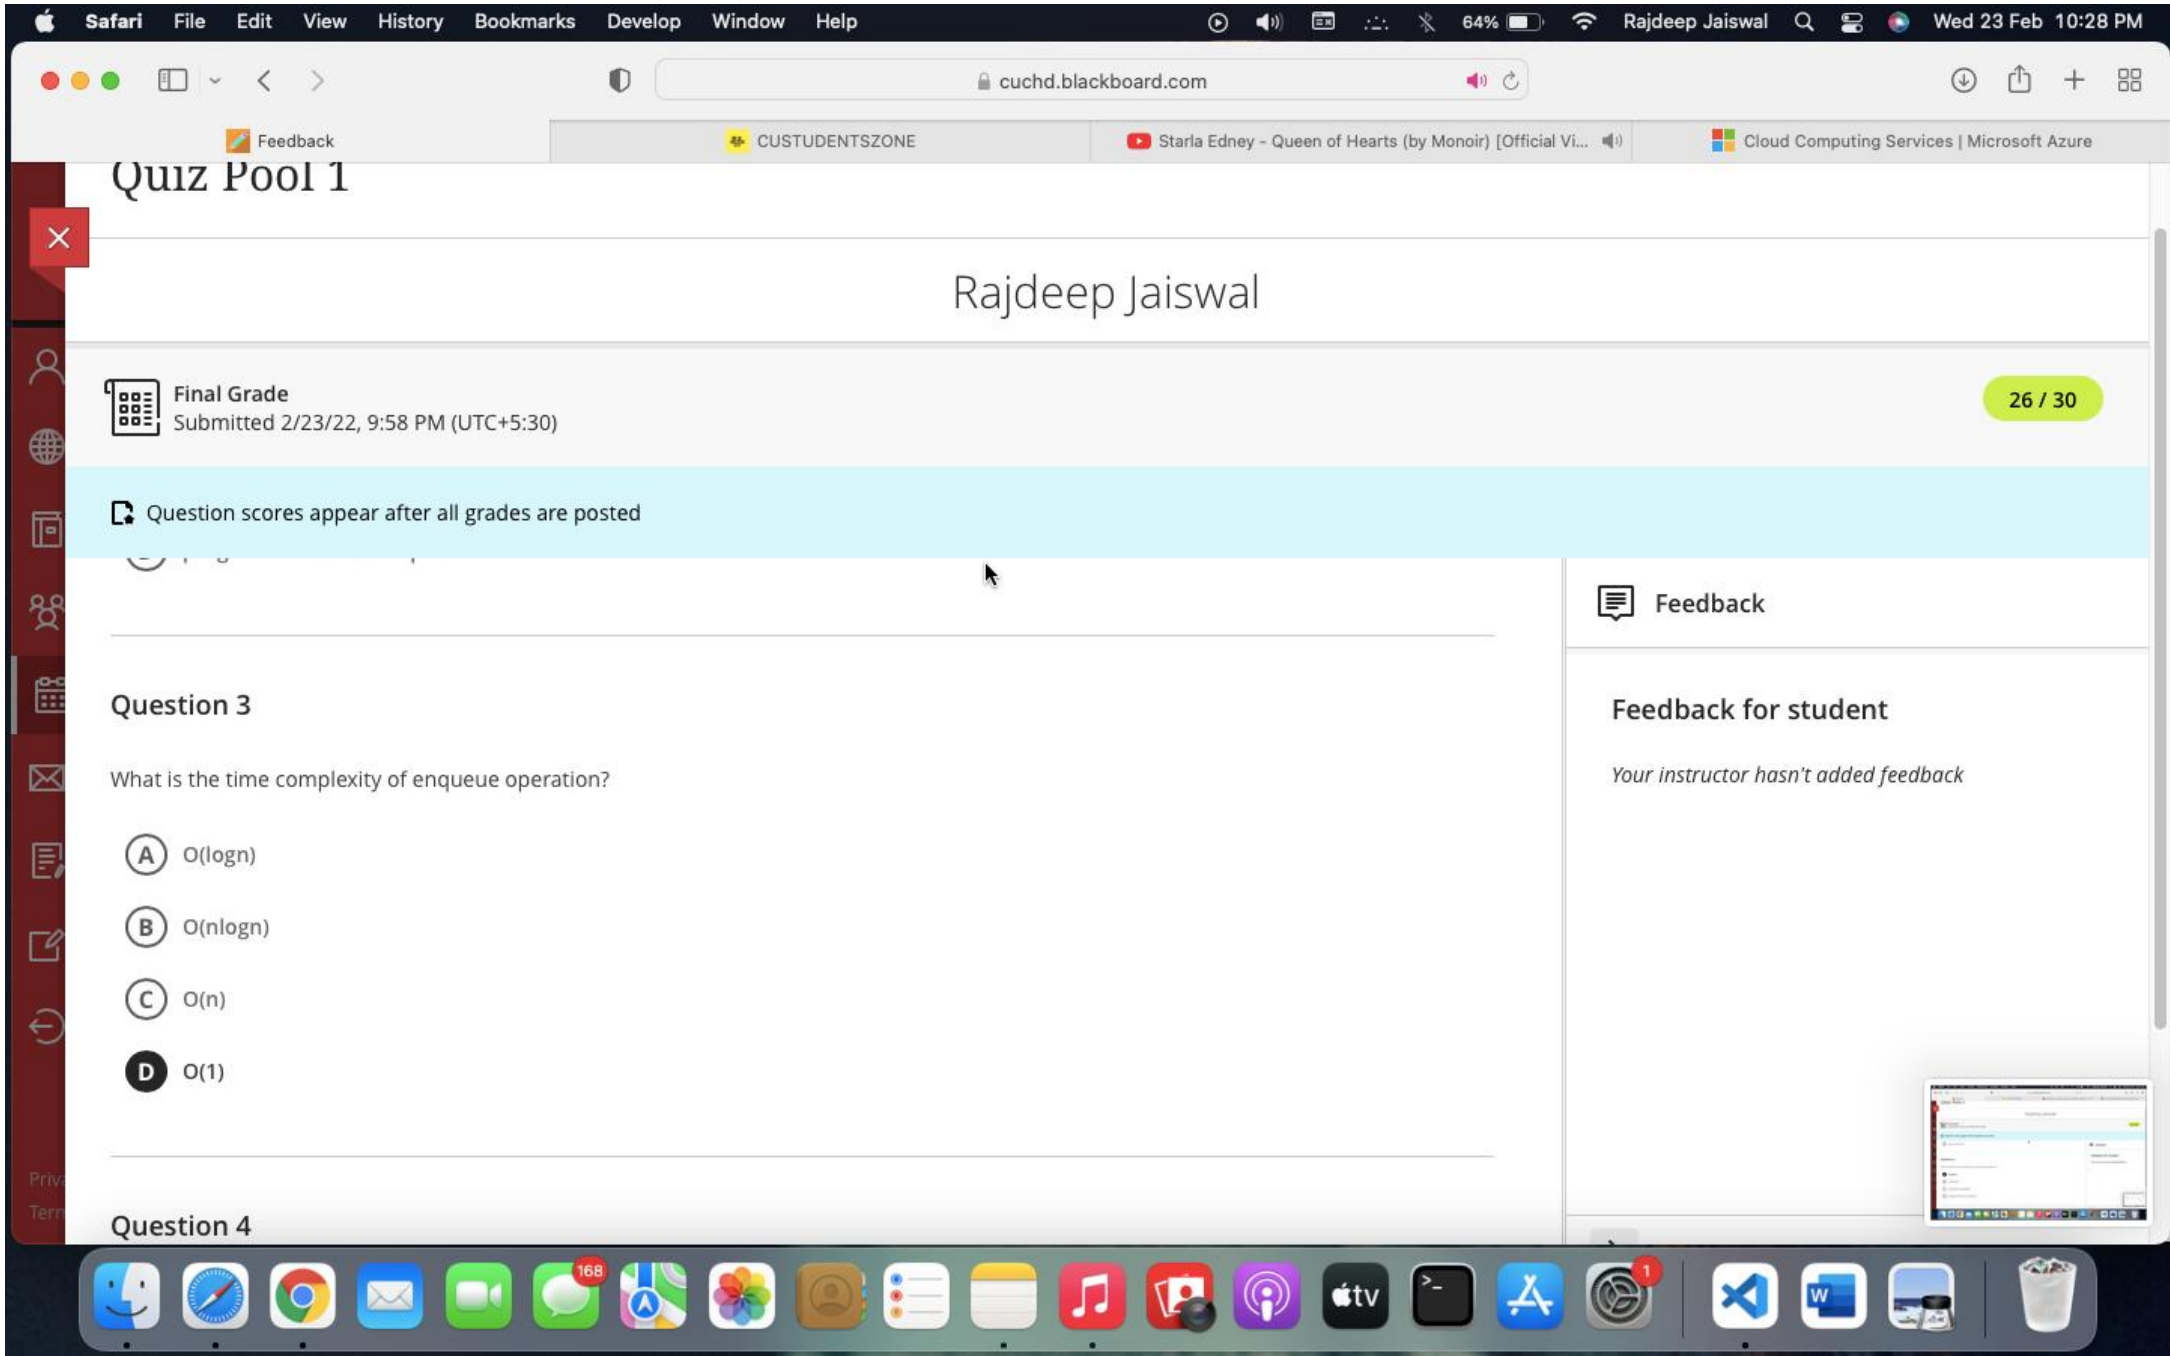 Safari File Edit View History Bookmarks Develop Window Help 64% Rajdeep Jaiswal Wed 23 Feb 10:28 PM
cuchd.blackboard.com
Feedback CUSTUDENTSZONE Starla Edney - Queen of Hearts (by Monoir) [Official Vi... Cloud Computing Services | Microsoft Azure
Quiz Pool 1
Rajdeep Jaiswal
Final Grade
Submitted 2/23/22, 9:58 PM (UTC+5:30)
26 / 30
Question scores appear after all grades are posted
Feedback
Question 3
Feedback for student
What is the time complexity of enqueue operation?
Your instructor hasn't added feedback
A O(logn)
B O(nlogn)
C O(n)
D O(1)
Priva
Tern
Question 4
168
1
tv
>_
W